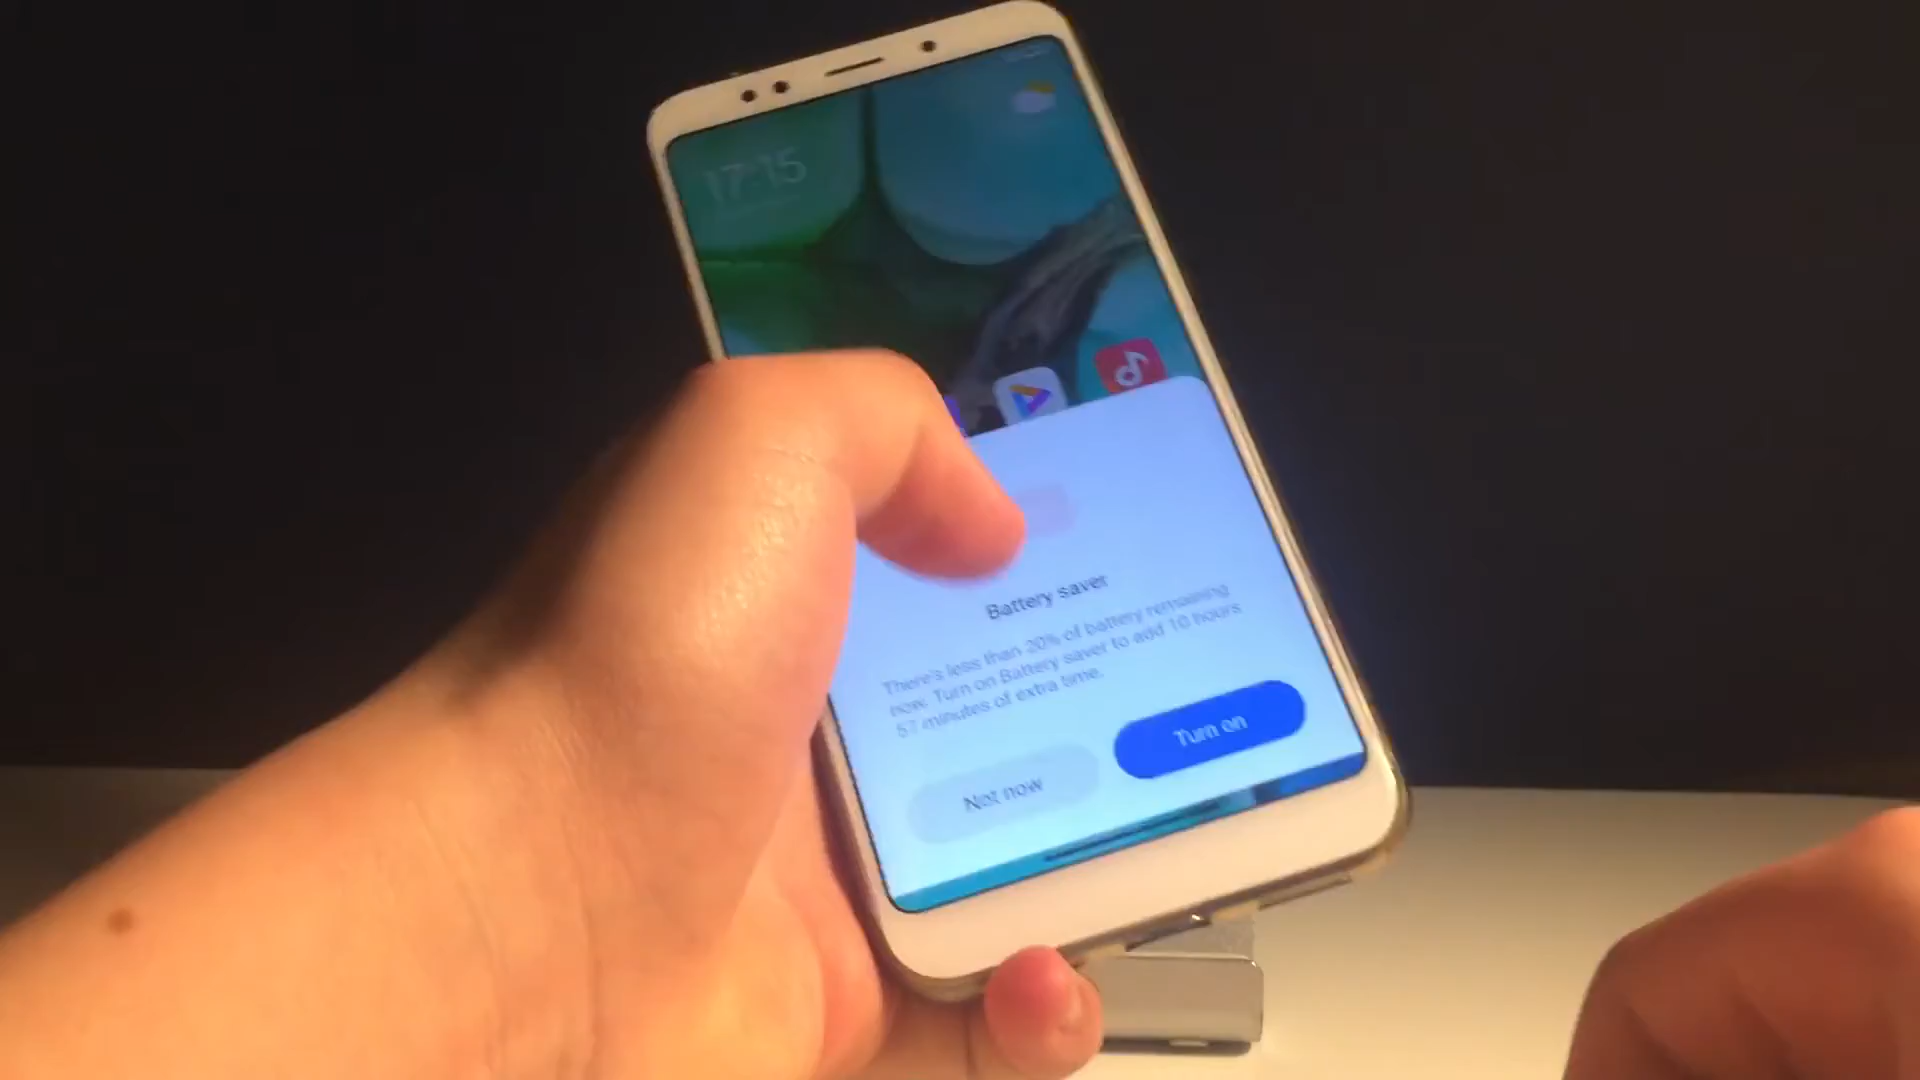 17:15
Battery saver
There's less than 20% of battery remaining
now. Turn on Battery saver to add 10 hours
57 minutes of extra time.
Not now
Turn on